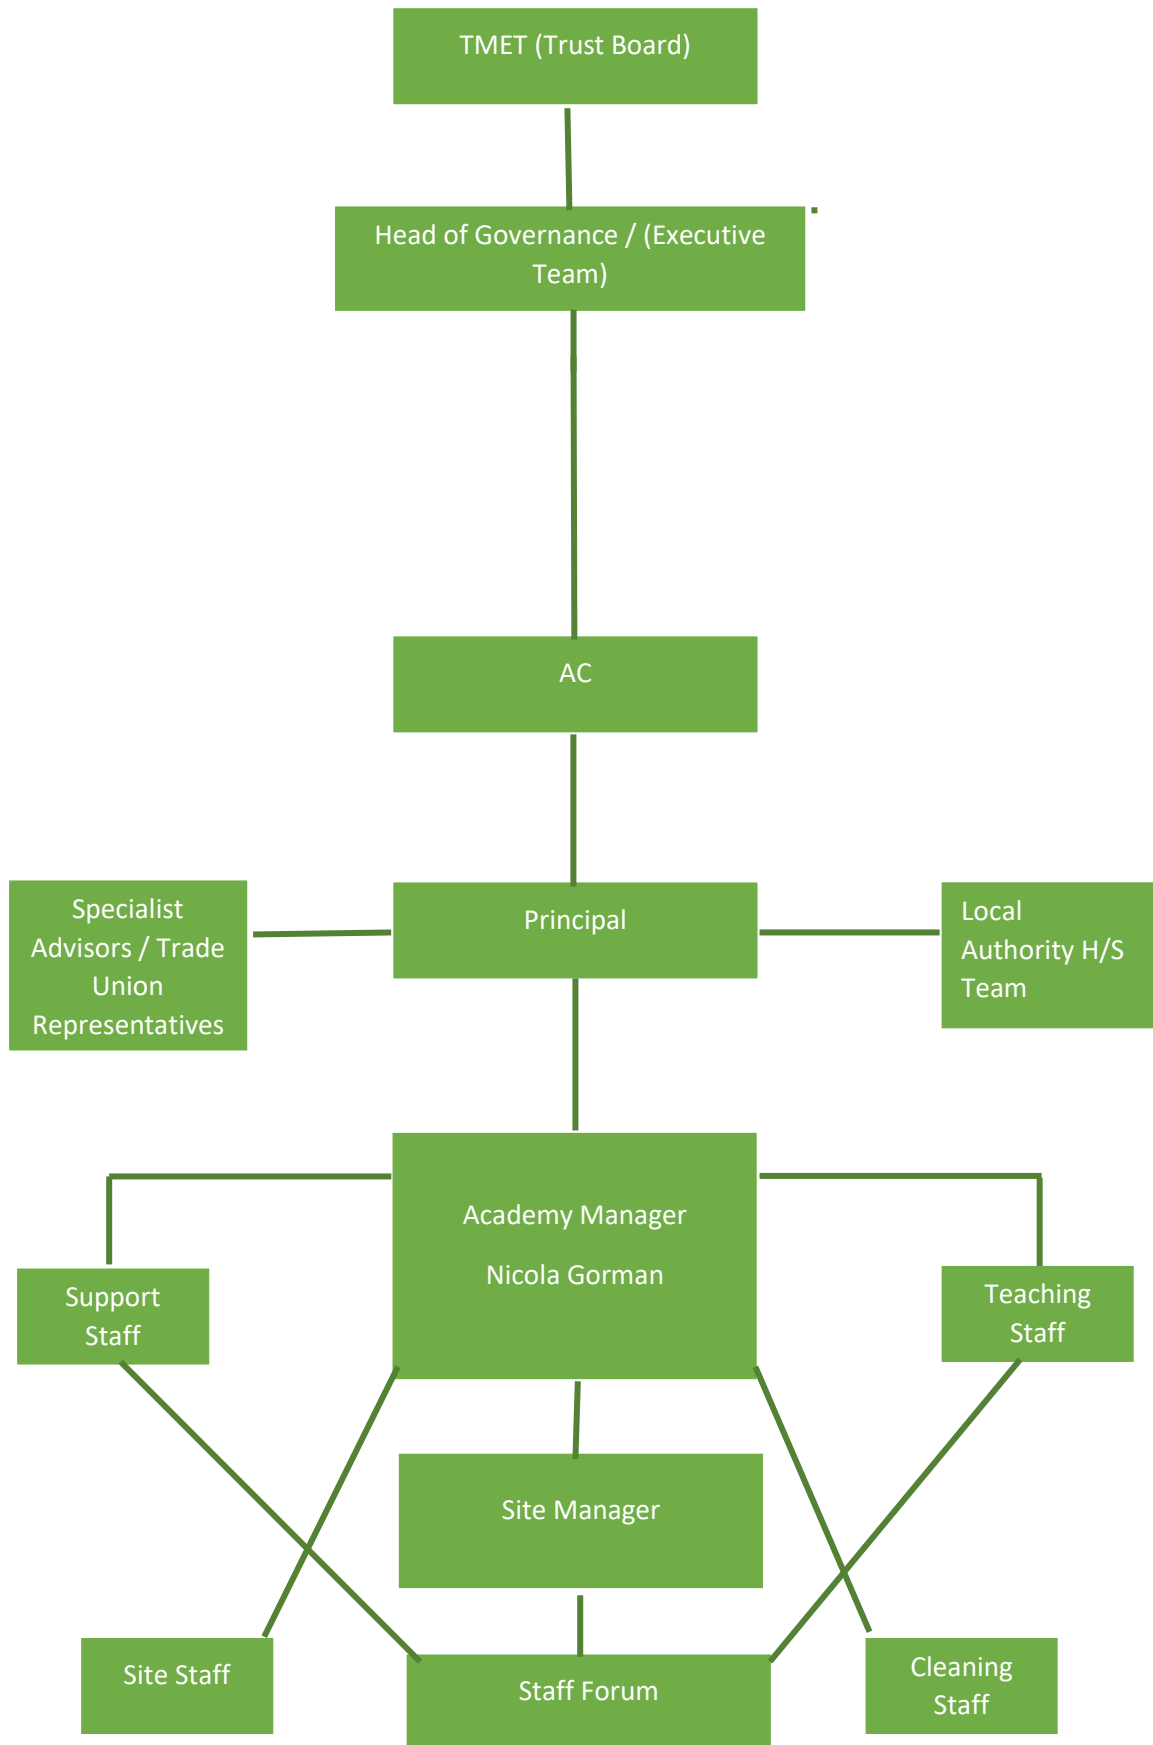 TMET (Trust Board)
Head of Governance / (Executive
Team)
AC
Specialist
Advisors / Trade
Union
Representatives
Principal
Local
Authority H/S
Team
Academy Manager
Nicola Gorman
Support
Staff
Teaching
Staff
Site Manager
Site Staff
Staff Forum
Cleaning
Staff